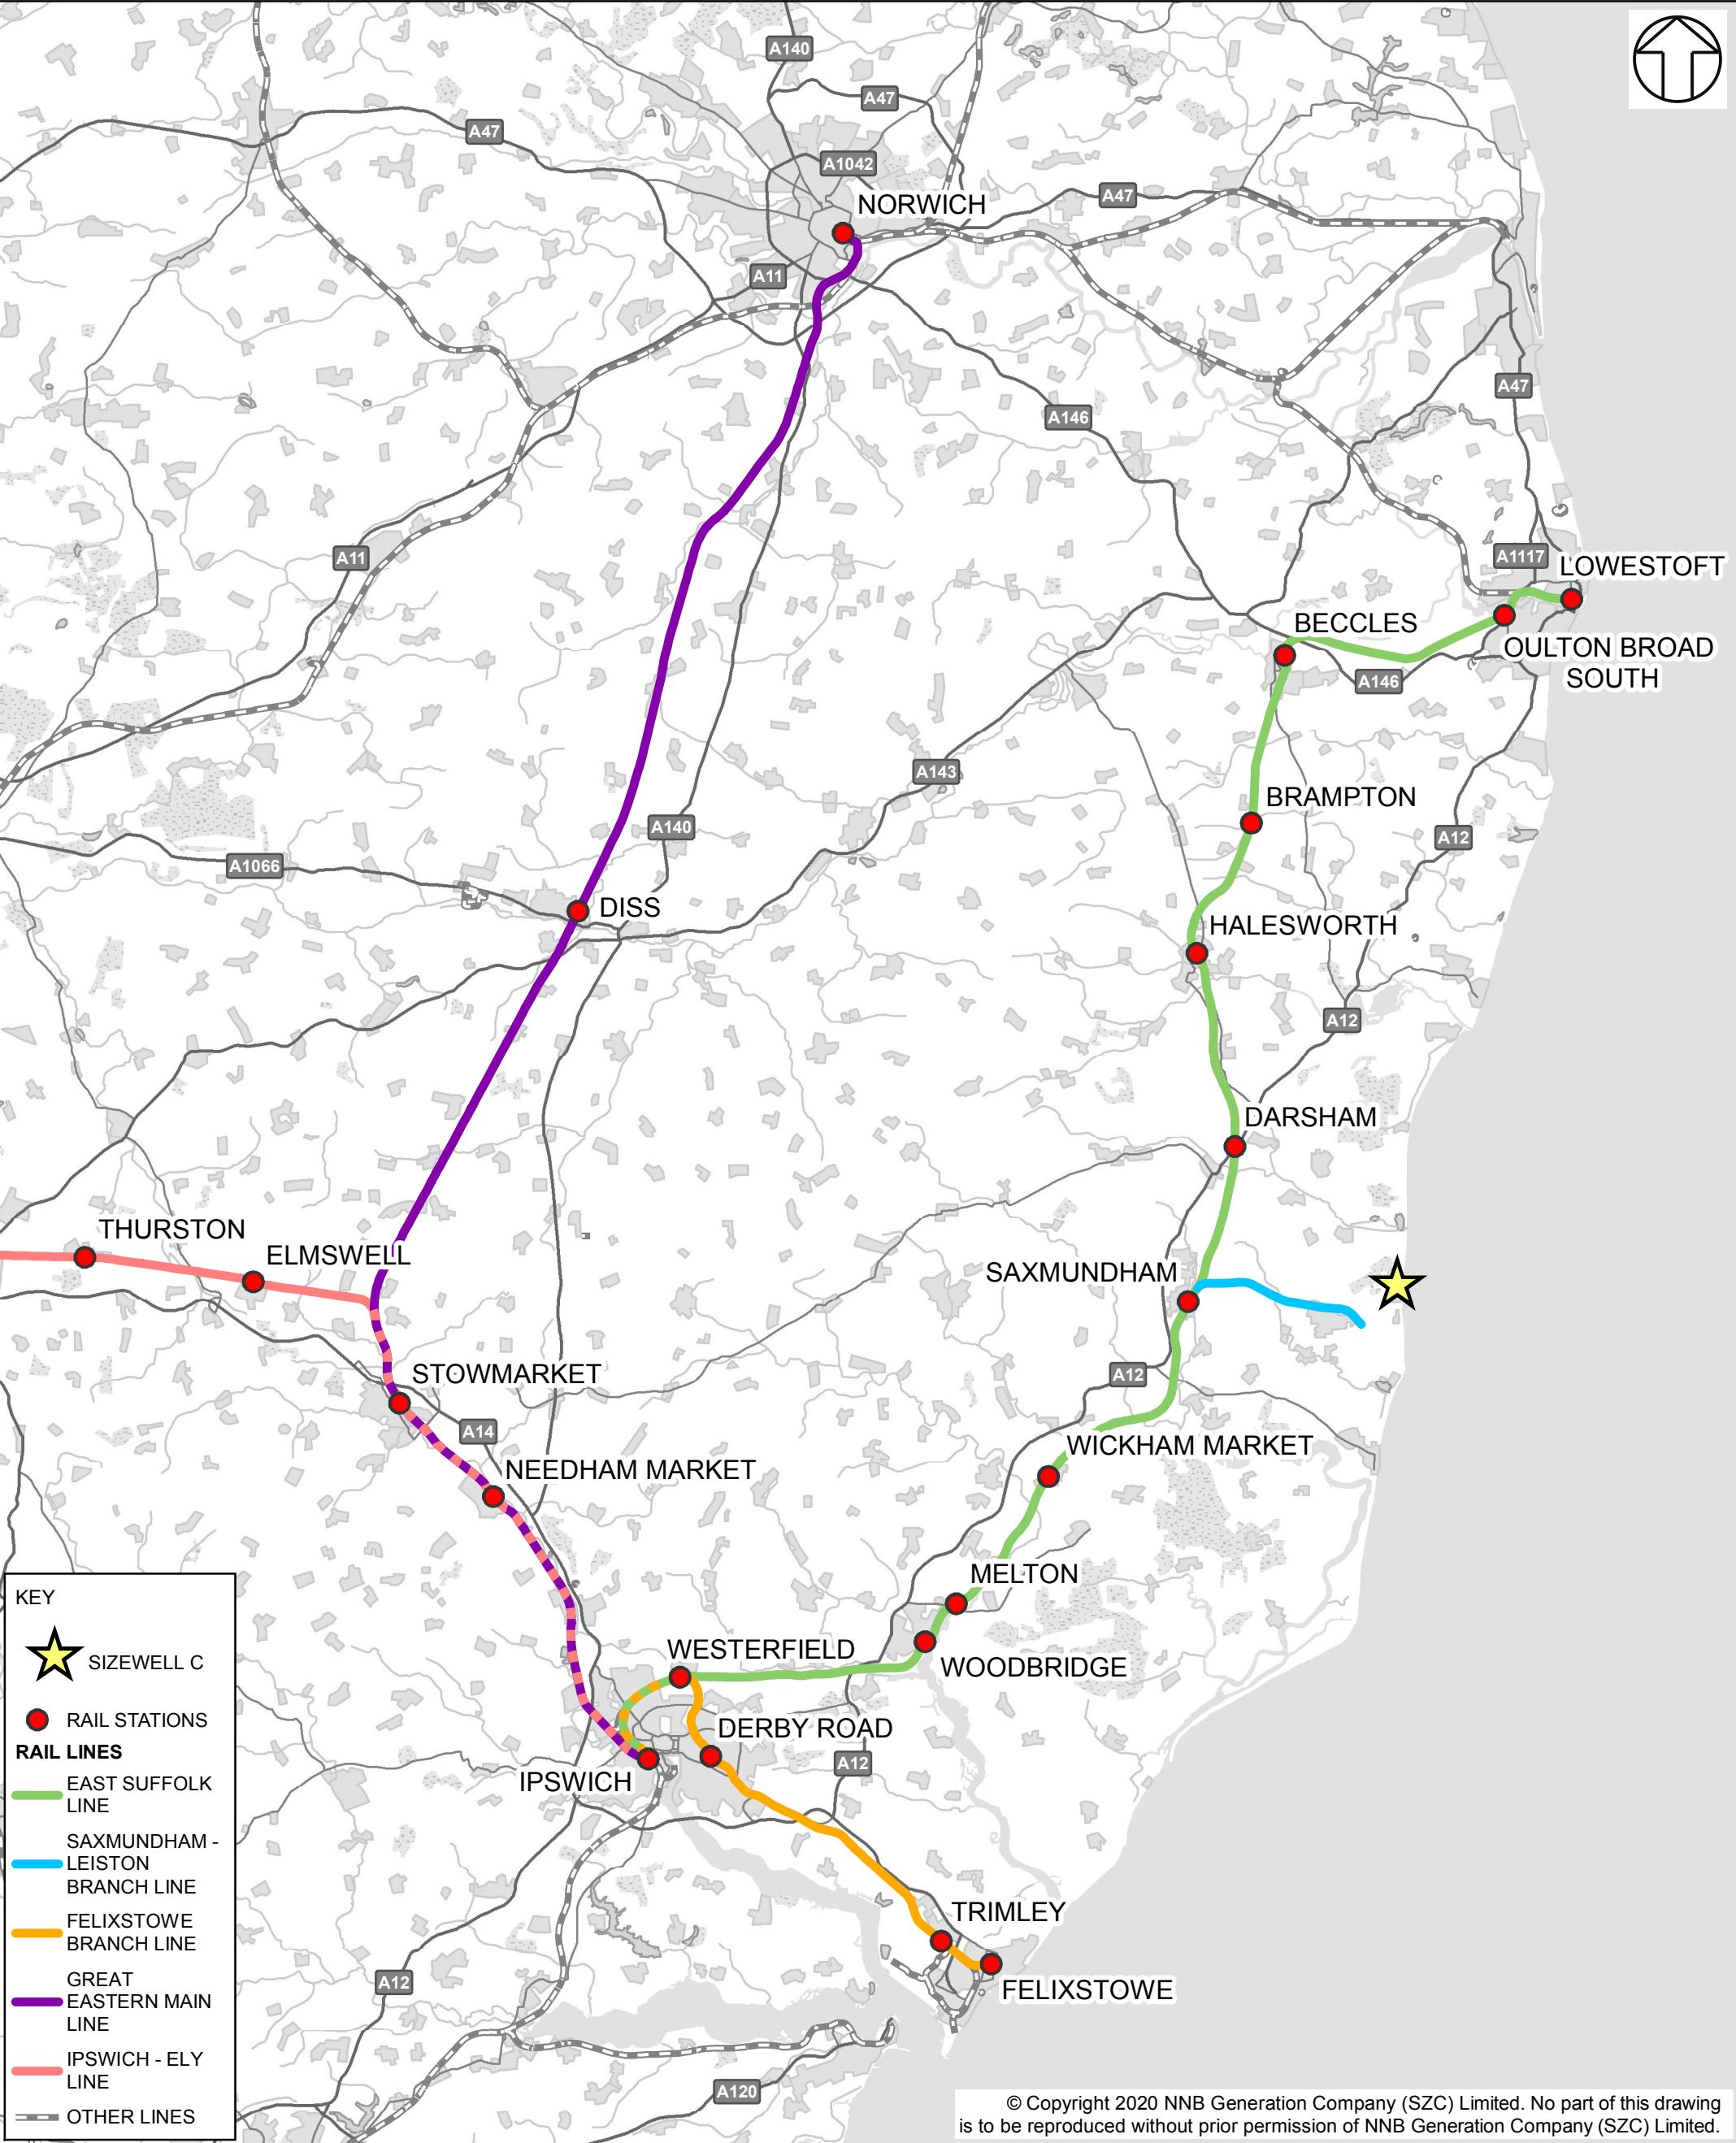 A140
A47
A47
A1042
A47
NORWICH
A11
A47
A146
A11
A1117
LOWESTOFT
BECCLES
OULTON BROAD
SOUTH
A146
A143
BRAMPTON
A140
A12
A1066
DISS
HALESWORTH
A12
DARSHAM
THURSTON
ELMSWELL
SAXMUNDHAM
STOWMARKET
A12
A14
WICKHAM MARKET
NEEDHAM MARKET
MELTON
WESTERFIELD
WOODBRIDGE
DERBY ROAD
A12
IPSWICH
TRIMLEY
A12
FELIXSTOWE
A120
KEY
SIZEWELL C
RAIL STATIONS
RAIL LINES
EAST SUFFOLK
LINE
SAXMUNDHAM -
LEISTON
BRANCH LINE
FELIXSTOWE
BRANCH LINE
GREAT
EASTERN MAIN
LINE
IPSWICH - ELY
LINE
OTHER LINES
© Copyright 2020 NNB Generation Company (SZC) Limited. No part of this drawing
is to be reproduced without prior permission of NNB Generation Company (SZC) Limited.